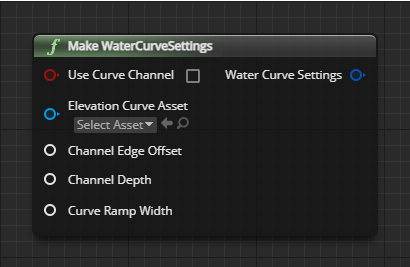 f Make WaterCurveSettings
Use Curve Channel Water Curve Settings
Elevation Curve Asset
Select Asset
Channel Edge Offset
Channel Depth
Curve Ramp Width